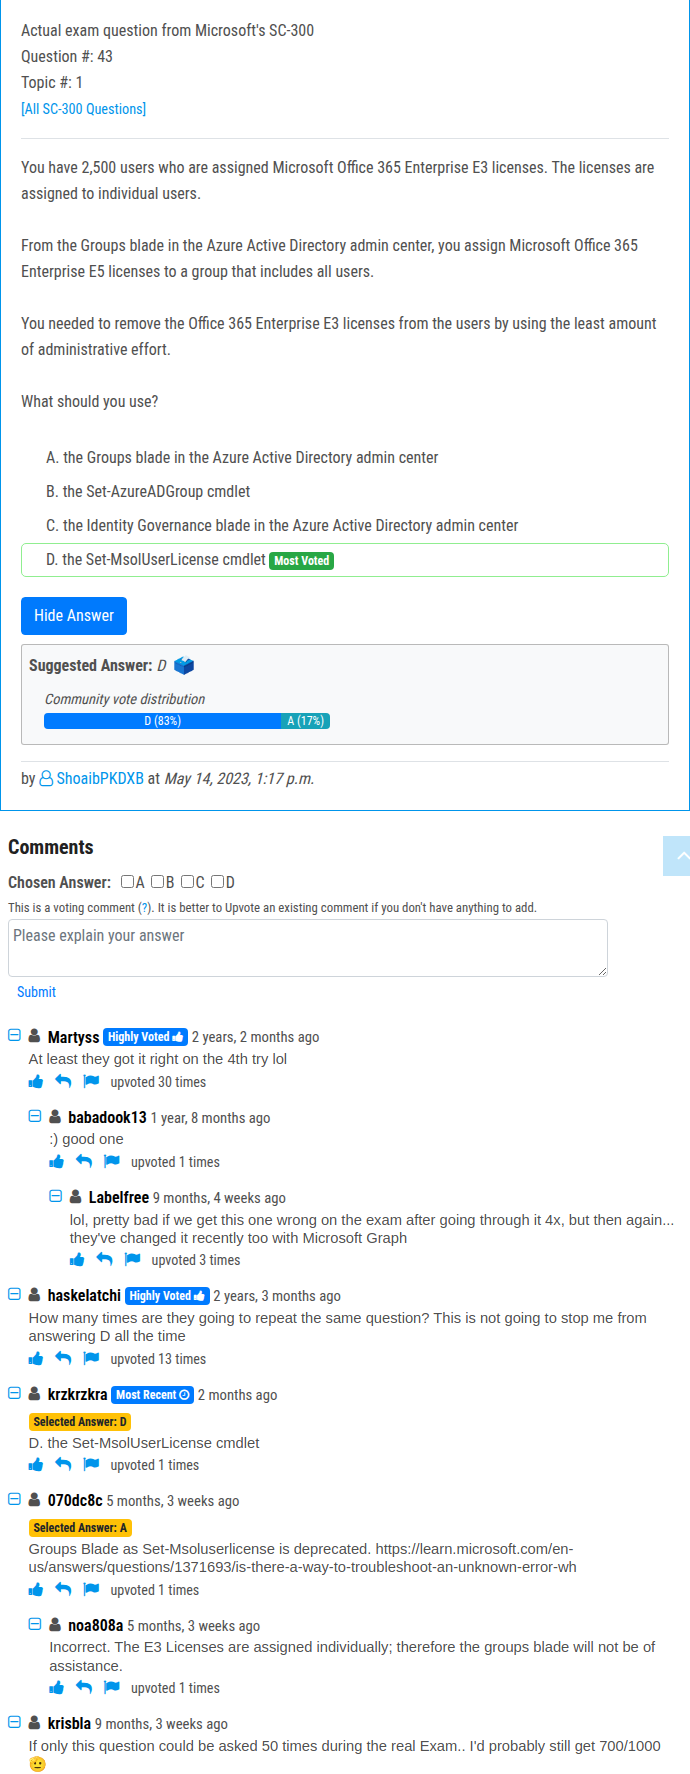 Actual exam question from Microsoft's SC-300
Question #: 43
Topic #: 1
[All SC-300 Questions]
You have 2,500 users who are assigned Microsoft Office 365 Enterprise E3 licenses. The licenses are
assigned to individual users.
From the Groups blade in the Azure Active Directory admin center, you assign Microsoft Office 365
Enterprise E5 licenses to a group that includes all users.
You needed to remove the Office 365 Enterprise E3 licenses from the users by using the least amount
of administrative effort.
What should you use?
A. the Groups blade in the Azure Active Directory admin center
B. the Set-AzureADGroup cmdlet
C. the Identity Governance blade in the Azure Active Directory admin center
D. the Set-MsolUserLicense cmdlet Most Voted
Hide Answer
Suggested Answer: D
Community vote distribution
D (83%) A (17%)
by ShoaibPKDXB at May 14, 2023, 1:17 p.m.
Comments
Chosen Answer: A B C D
This is a voting comment (?). It is better to Upvote an existing comment if you don't have anything to add.
Please explain your answer
Submit
Martyss Highly Voted 2 years, 2 months ago
At least they got it right on the 4th try lol
upvoted 30 times
babadook13 1 year, 8 months ago
:) good one
upvoted 1 times
Labelfree 9 months, 4 weeks ago
lol, pretty bad if we get this one wrong on the exam after going through it 4x, but then again...
they've changed it recently too with Microsoft Graph
upvoted 3 times
haskelatchi Highly Voted 2 years, 3 months ago
How many times are they going to repeat the same question? This is not going to stop me from
answering D all the time
upvoted 13 times
krzkrzkra Most Recent 2 months ago
Selected Answer: D
D. the Set-MsolUserLicense cmdlet
upvoted 1 times
070dc8c 5 months, 3 weeks ago
Selected Answer: A
Groups Blade as Set-Msoluserlicense is deprecated. https://learn.microsoft.com/en-
us/answers/questions/1371693/is-there-a-way-to-troubleshoot-an-unknown-error-wh
upvoted 1 times
noa808a 5 months, 3 weeks ago
Incorrect. The E3 Licenses are assigned individually; therefore the groups blade will not be of
assistance.
upvoted 1 times
krisbla 9 months, 3 weeks ago
If only this question could be asked 50 times during the real Exam.. I'd probably still get 700/1000
🫡